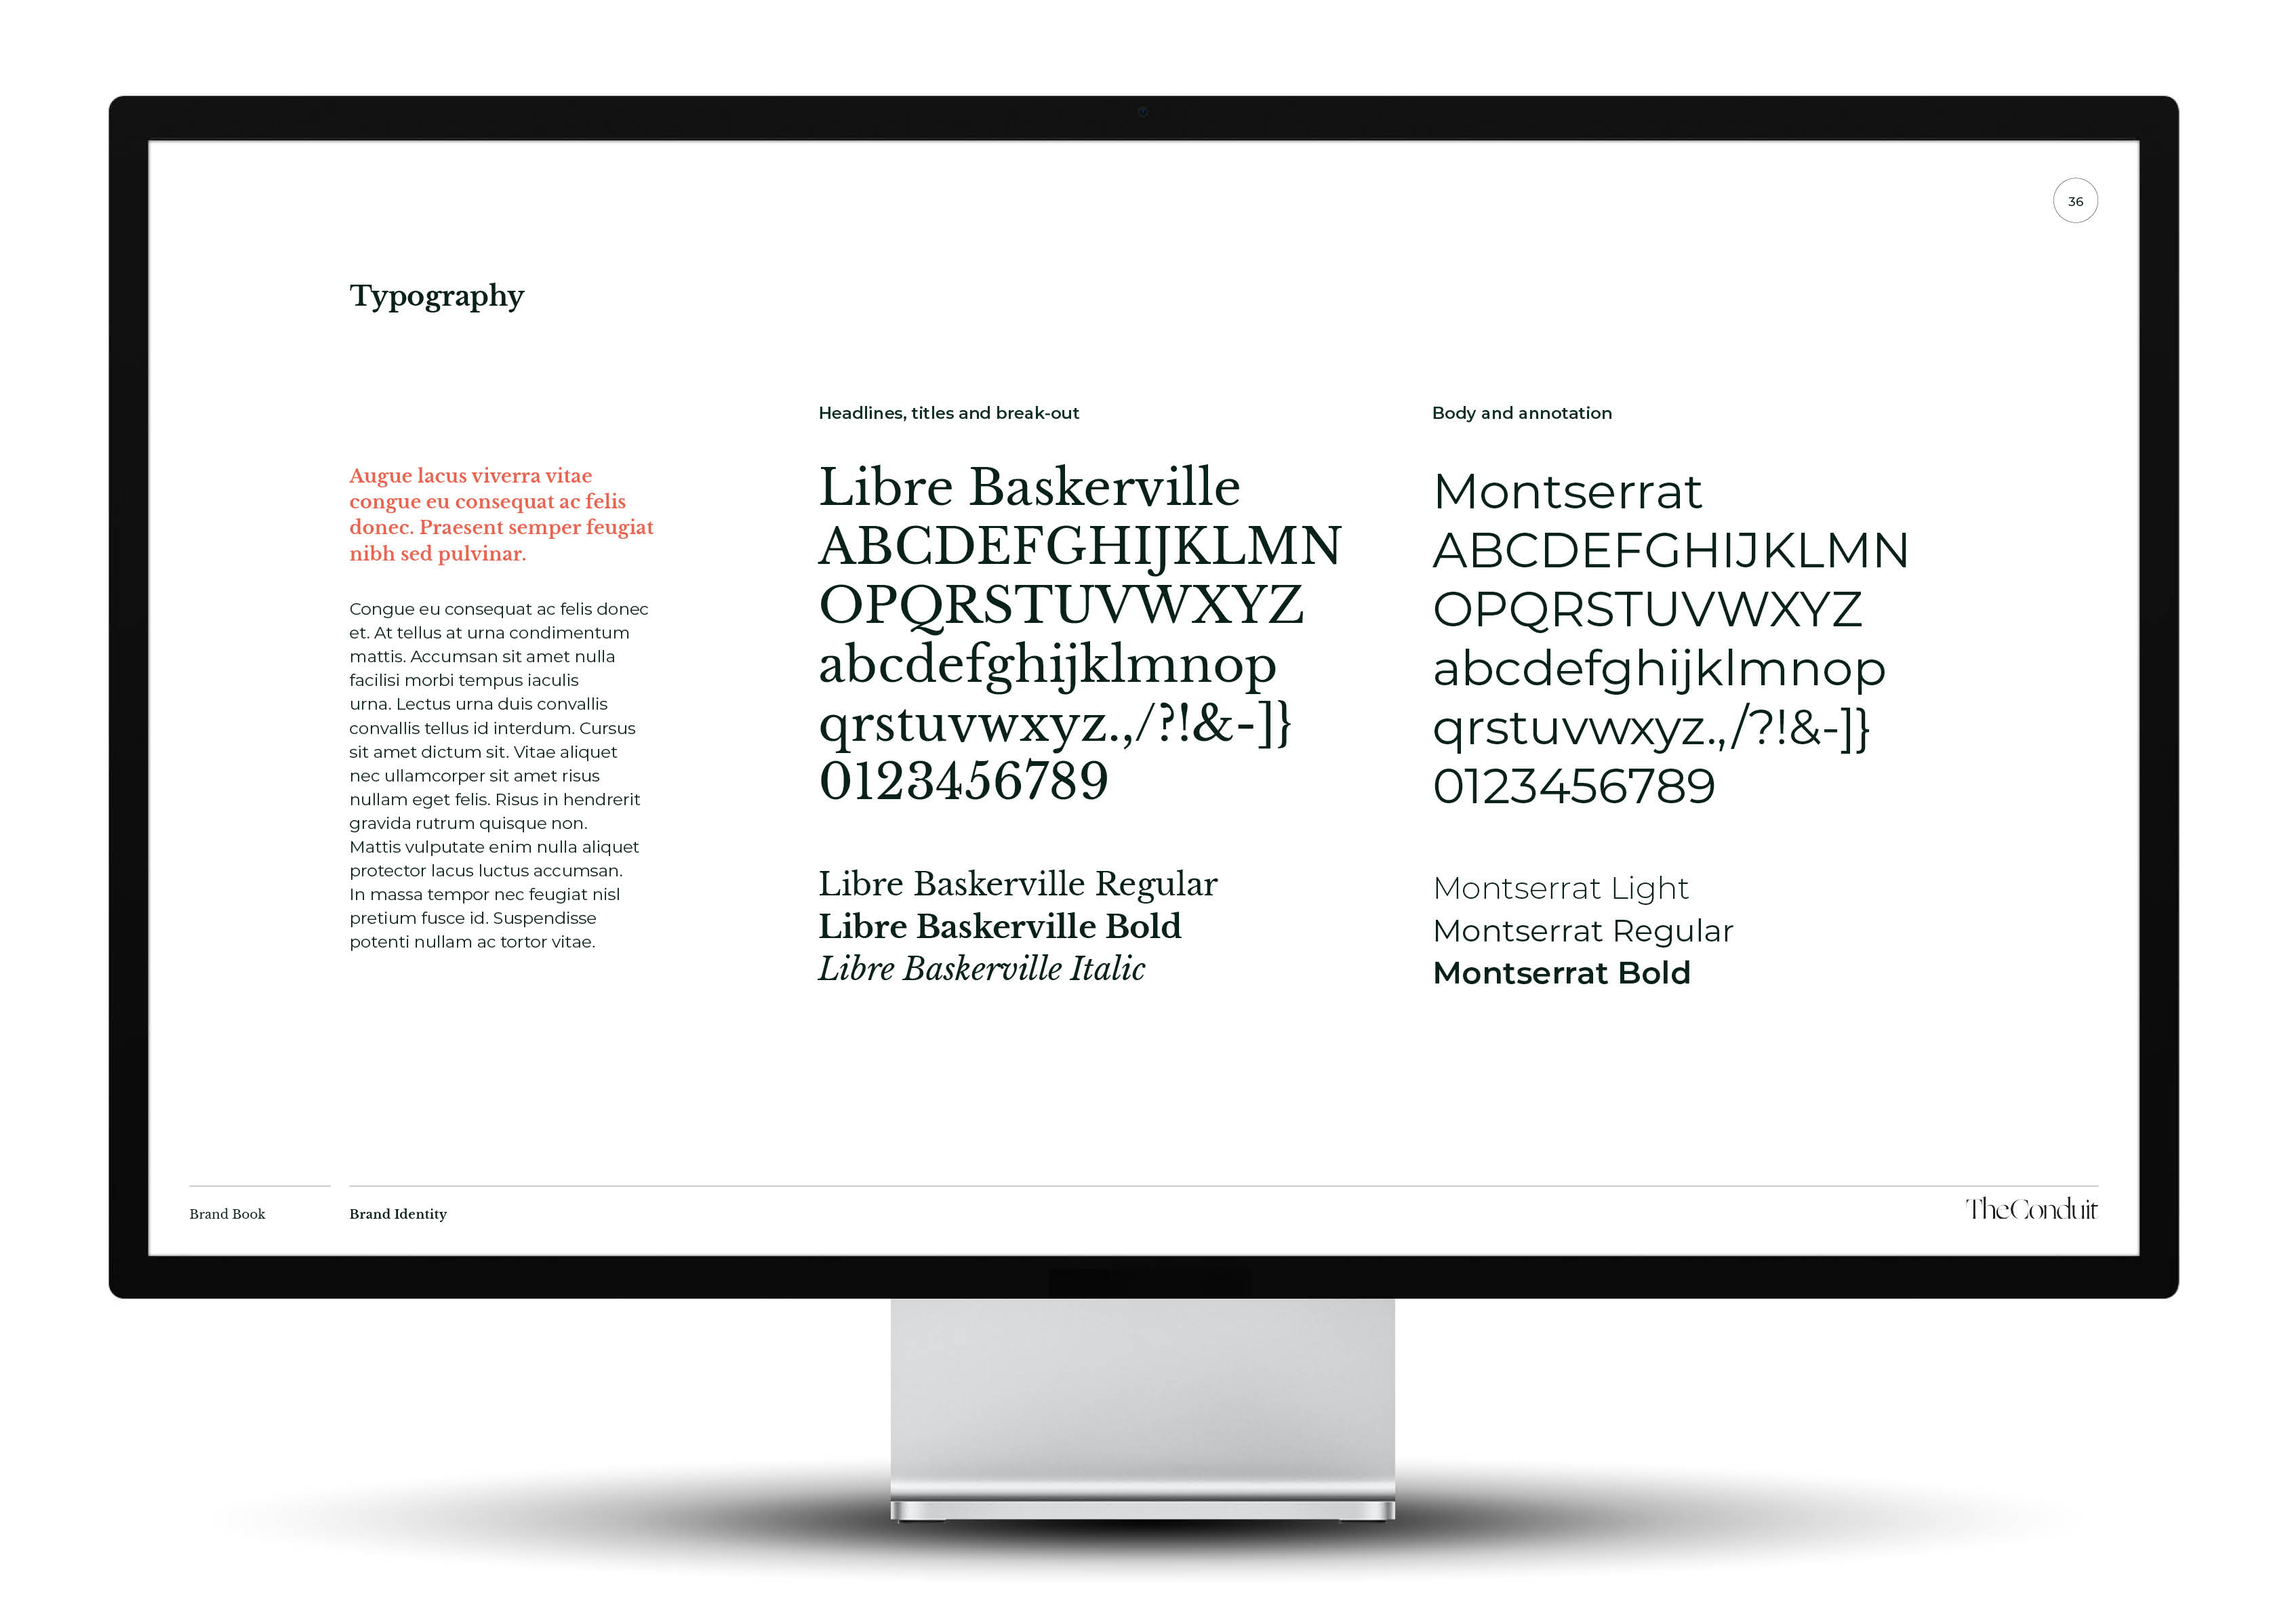 36
Typography
Augue lacus viverra vitae
congue eu consequat ac felis
donec. Praesent semper feugiat
nibh sed pulvinar.
Congue eu consequat ac felis donec
et. At tellus at urna condimentum
mattis. Accumsan sit amet nulla
facilisi morbi tempus iaculis
urna. Lectus urna duis convallis
convallis tellus id interdum. Cursus
sit amet dictum sit. Vitae aliquet
nec ullamcorper sit amet risus
nullam eget felis. Risus in hendrerit
gravida rutrum quisque non.
Mattis vulputate enim nulla aliquet
protector lacus luctus accumsan.
In massa tempor nec feugiat nisl
pretium fusce id. Suspendisse
potenti nullam ac tortor vitae.
Headlines, titles and break-out
Libre Baskerville
ABCDEFGHIJKLMN
OPQRSTUVWXYZ
abcdefghijklmnop
qrstuvwxyz.,/?!&-]}
0123456789
Libre Baskerville Regular
Libre Baskerville Bold
Libre Baskerville Italic
Body and annotation
Montserrat
ABCDEFGHIJKLMN
OPQRSTUVWXYZ
abcdefghijklmnop
qrstuvwxyz.,/?!&-]}
0123456789
Montserrat Light
Montserrat Regular
Montserrat Bold
Brand Book
Brand Identity
TheConduit